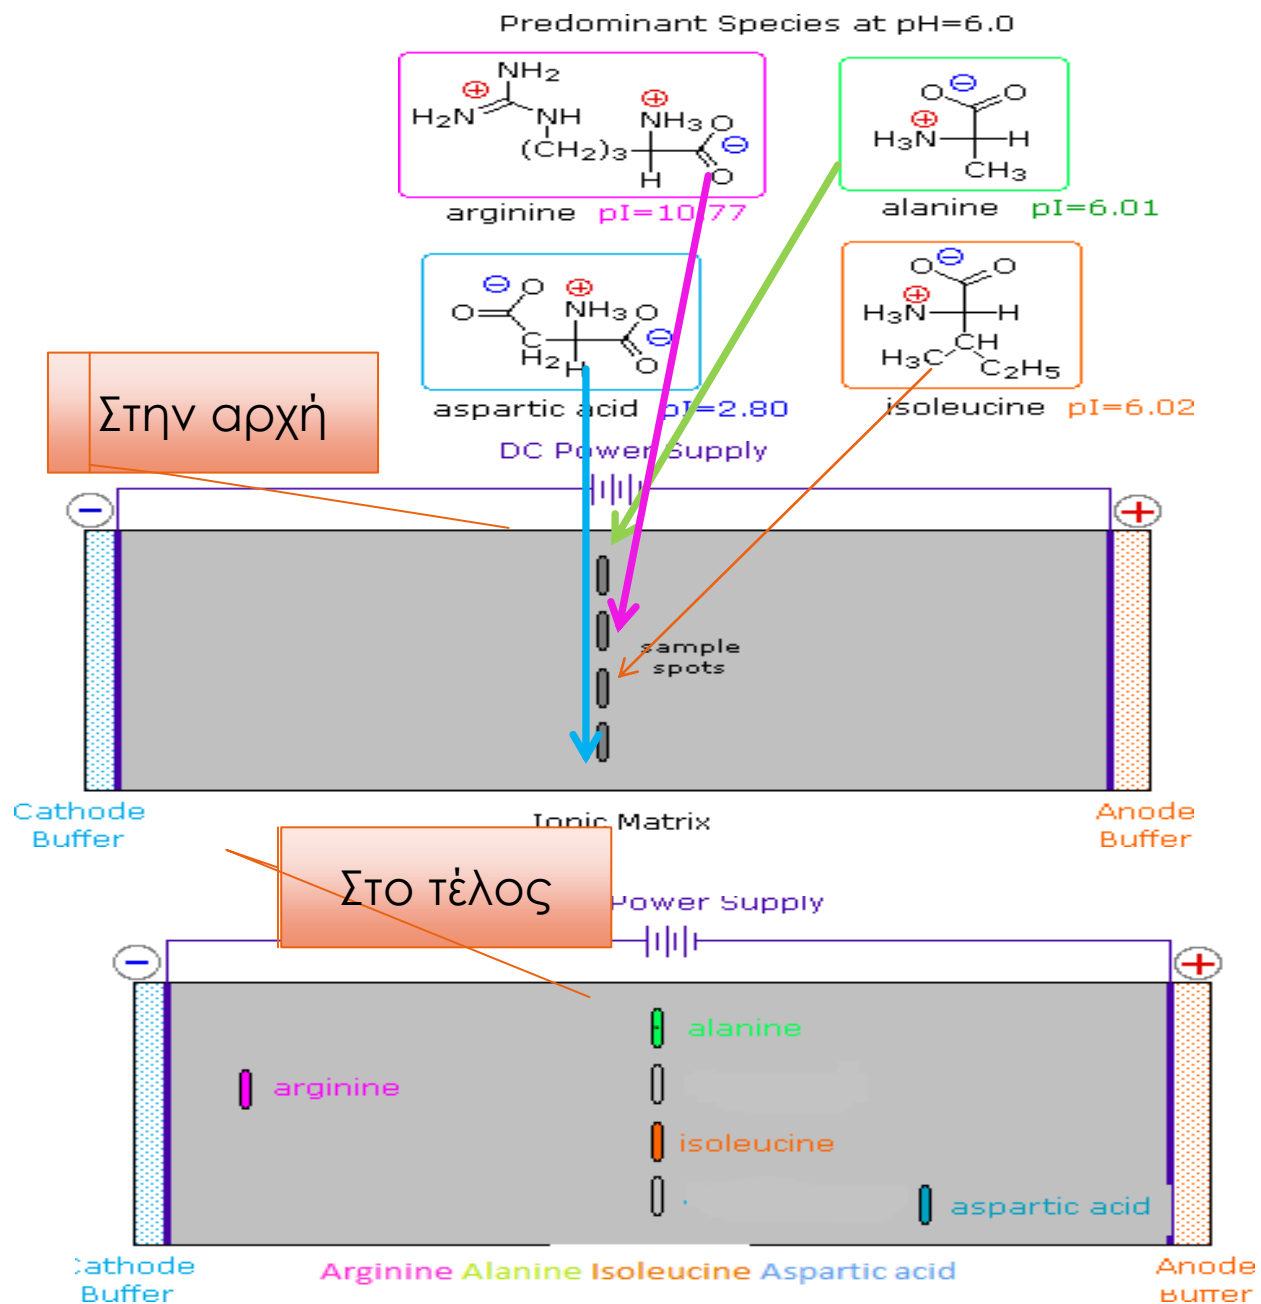 Predominant Species at pH=6.0
NH2
H2N
NH
(CH2)3
NH3
O
O
H
arginine pI=10.77
O
O
H3N
H
CH3
alanine pI=6.01
O
O
C
H2
NH3
O
O
H
aspartic acid pI=2.80
O
O
H3N
H
CH
H3C
C2H5
isoleucine pI=6.02
Στην αρχή
DC Power Supply
−
+
sample
spots
Cathode
Buffer
Ionic Matrix
Anode
Buffer
Στο τέλος
Power Supply
−
+
alanine
arginine
isoleucine
aspartic acid
Cathode
Buffer
Arginine Alanine Isoleucine Aspartic acid
Anode
Buffer